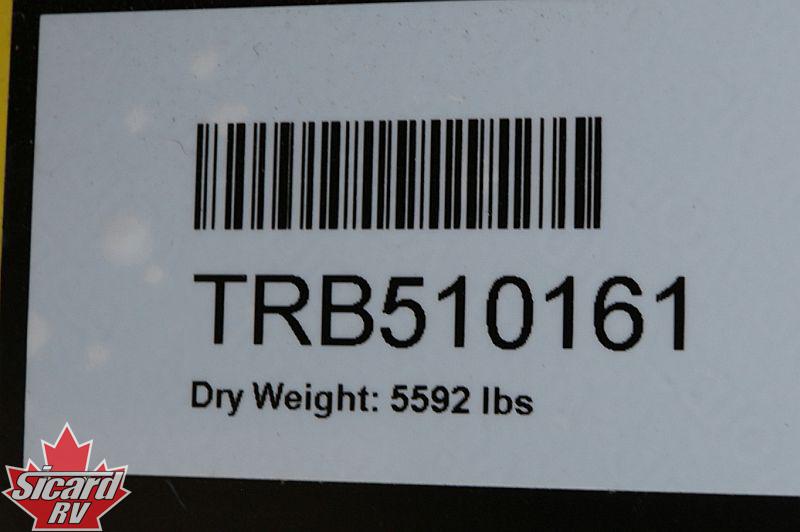 TRB510161
Dry Weight: 5592 lbs
Sicard
RV